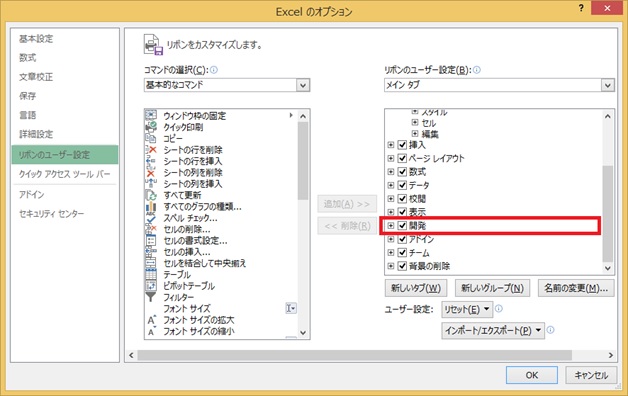 Excel のオプション
?
基本設定
数式
文章校正
保存
言語
詳細設定
リボンのユーザー設定
クイック アクセス ツール バー
アドイン
セキュリティ センター
リボンをカスタマイズします。
コマンドの選択(C):
基本的なコマンド
ウィンドウ枠の固定
クイック印刷
コピー
シートの行を削除
シートの行を挿入
シートの列を削除
シートの列を挿入
すべて更新
すべてのグラフの種類...
スペル チェック...
セルの削除...
セルの書式設定...
セルの挿入...
セルを結合して中央揃え
テーブル
ピボットテーブル
フィルター
フォント サイズ
フォント サイズの拡大
フォント サイズの縮小
追加(A) >>
<< 削除(R)
リボンのユーザー設定(B):
メイン タブ
スタイル
セル
編集
挿入
ページ レイアウト
数式
データ
校閲
表示
開発
アドイン
チーム
背景の削除
新しいタブ(W)
新しいグループ(N)
名前の変更(M)...
ユーザー設定:
リセット(E)
インポート/エクスポート(P)
OK
キャンセル